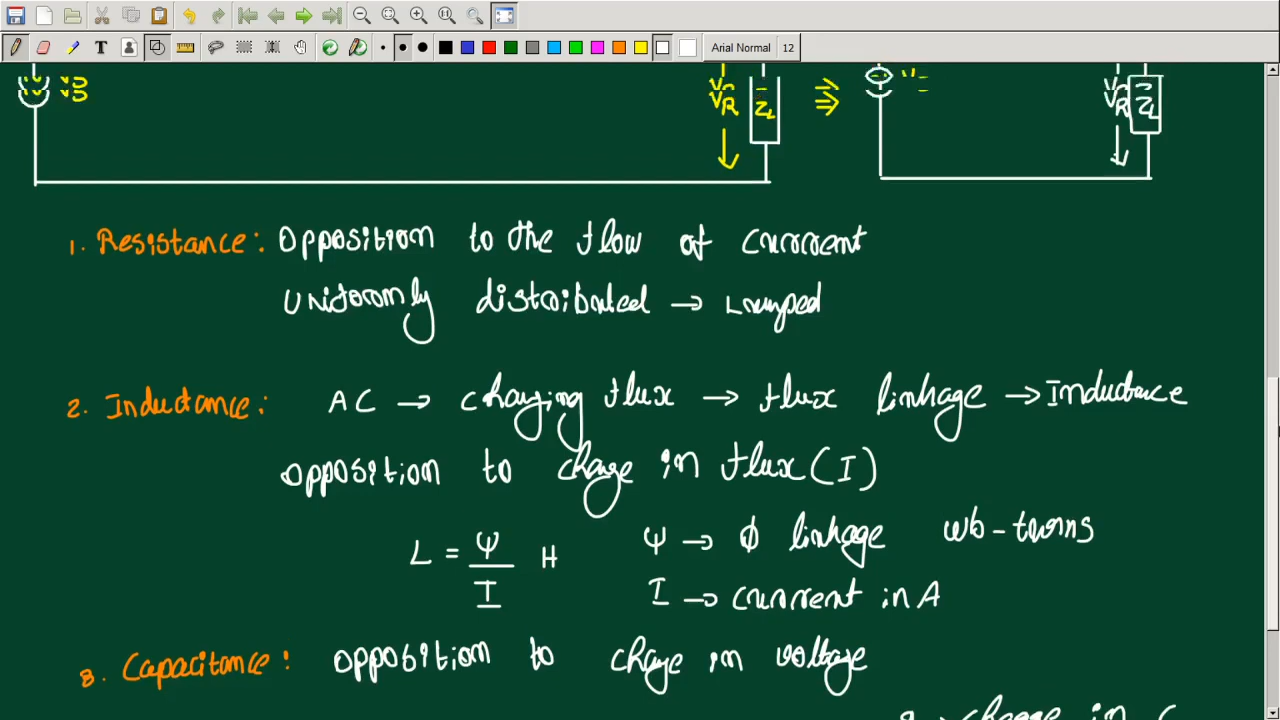 Arial Normal 12
VR ZL ⇒ VR ZL
1. Resistance: opposition to the flow of current
Uniformly distributed → Lumped
2. Inductance: AC → changing flux → flux linkage → Inductance
opposition to change in flux (I)
L = Ψ / I H Ψ → Φ linkage wb-turns
I → current in A
3. Capacitance: opposition to change in voltage
q → charge in C